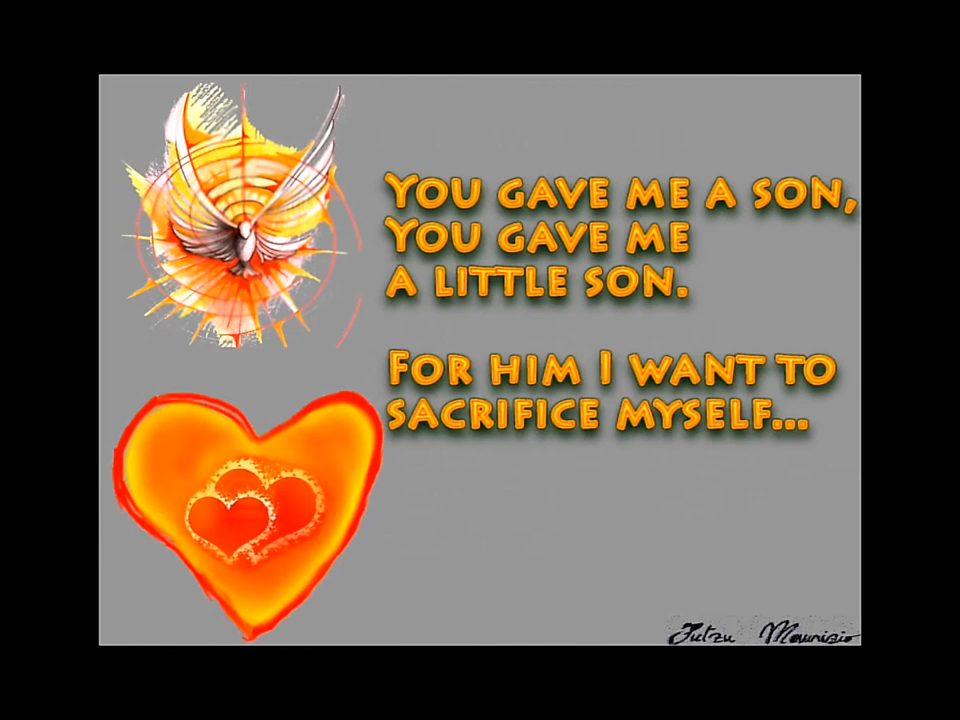 You gave me a son,
You gave me
a little son.
For him I want to
sacrifice myself...